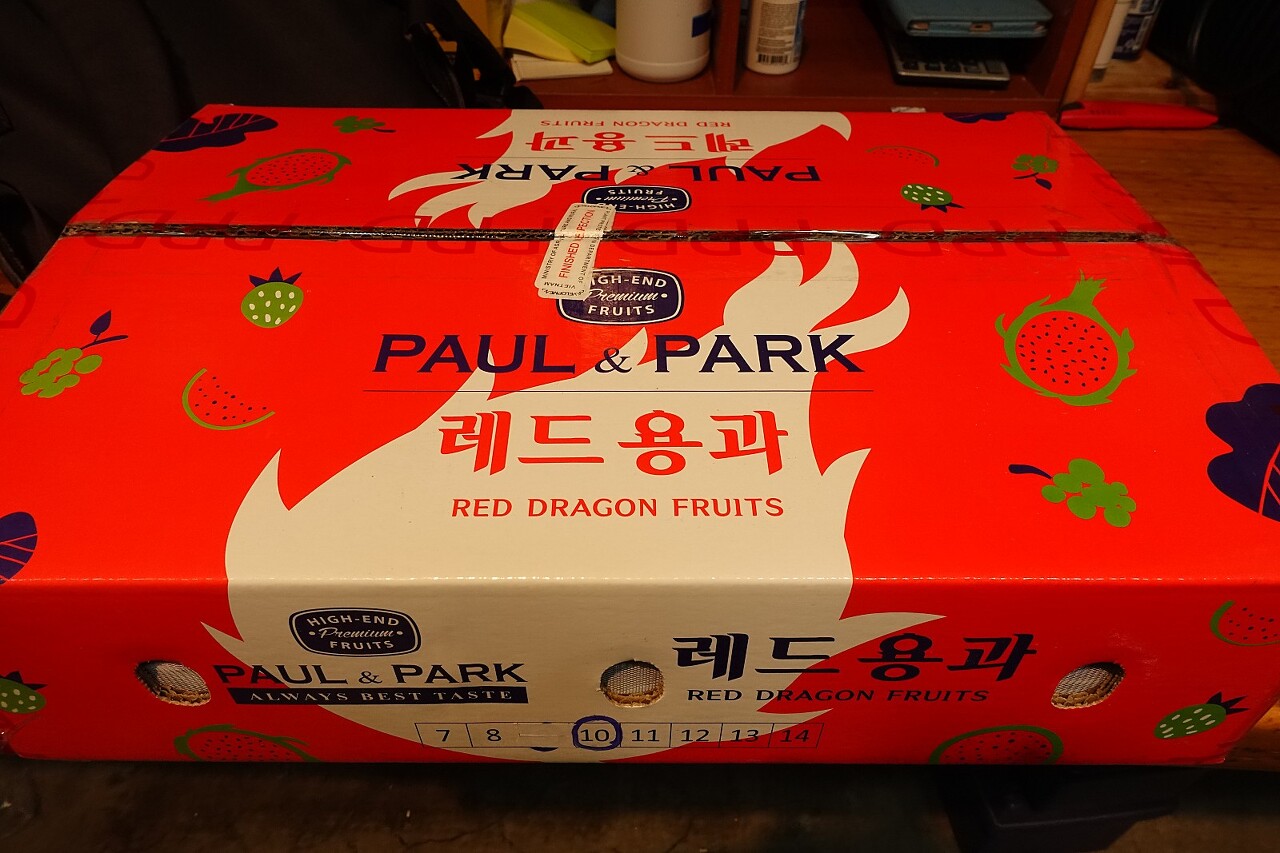 RED DRAGON FRUITS
레드용과
PAUL & PARK
HIGH-END
Premium
FRUITS
FINISHED
VIETNAM
HIGH-END
Premium
FRUITS
PAUL & PARK
레드용과
RED DRAGON FRUITS
HIGH-END
Premium
FRUITS
PAUL & PARK
ALWAYS BEST TASTE
레드용과
RED DRAGON FRUITS
7 8 10 11 12 13 14